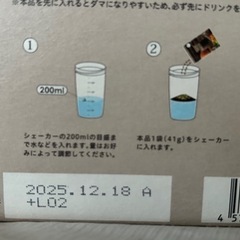 ※本品を先に入れるとダマになりやすいため、必ず先にドリンクを
1
2
200ml
シェーカーの200mlの目盛ま
で水などを入れます。量はお好
みによって調節してください。
本品1袋(41g)をシェーカー
に入れます。
2025.12.18 A
+L02